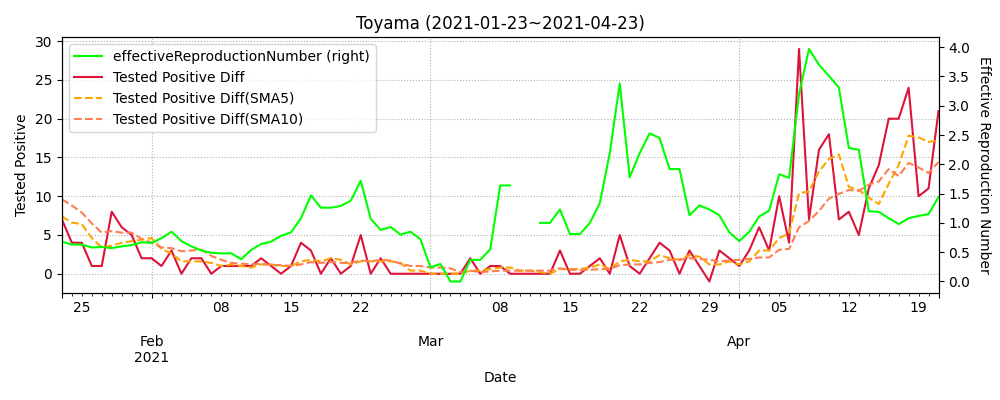 Toyama (2021-01-23~2021-04-23)
effectiveReproductionNumber (right)
Tested Positive Diff
Tested Positive Diff(SMA5)
Tested Positive Diff(SMA10)
Tested Positive
30
25
20
15
10
5
0
Effective Reproduction Number
4.0
3.5
3.0
2.5
2.0
1.5
1.0
0.5
0.0
25 08 15 22 08 15 22 29 05 12 19
Feb Mar Apr
2021
Date